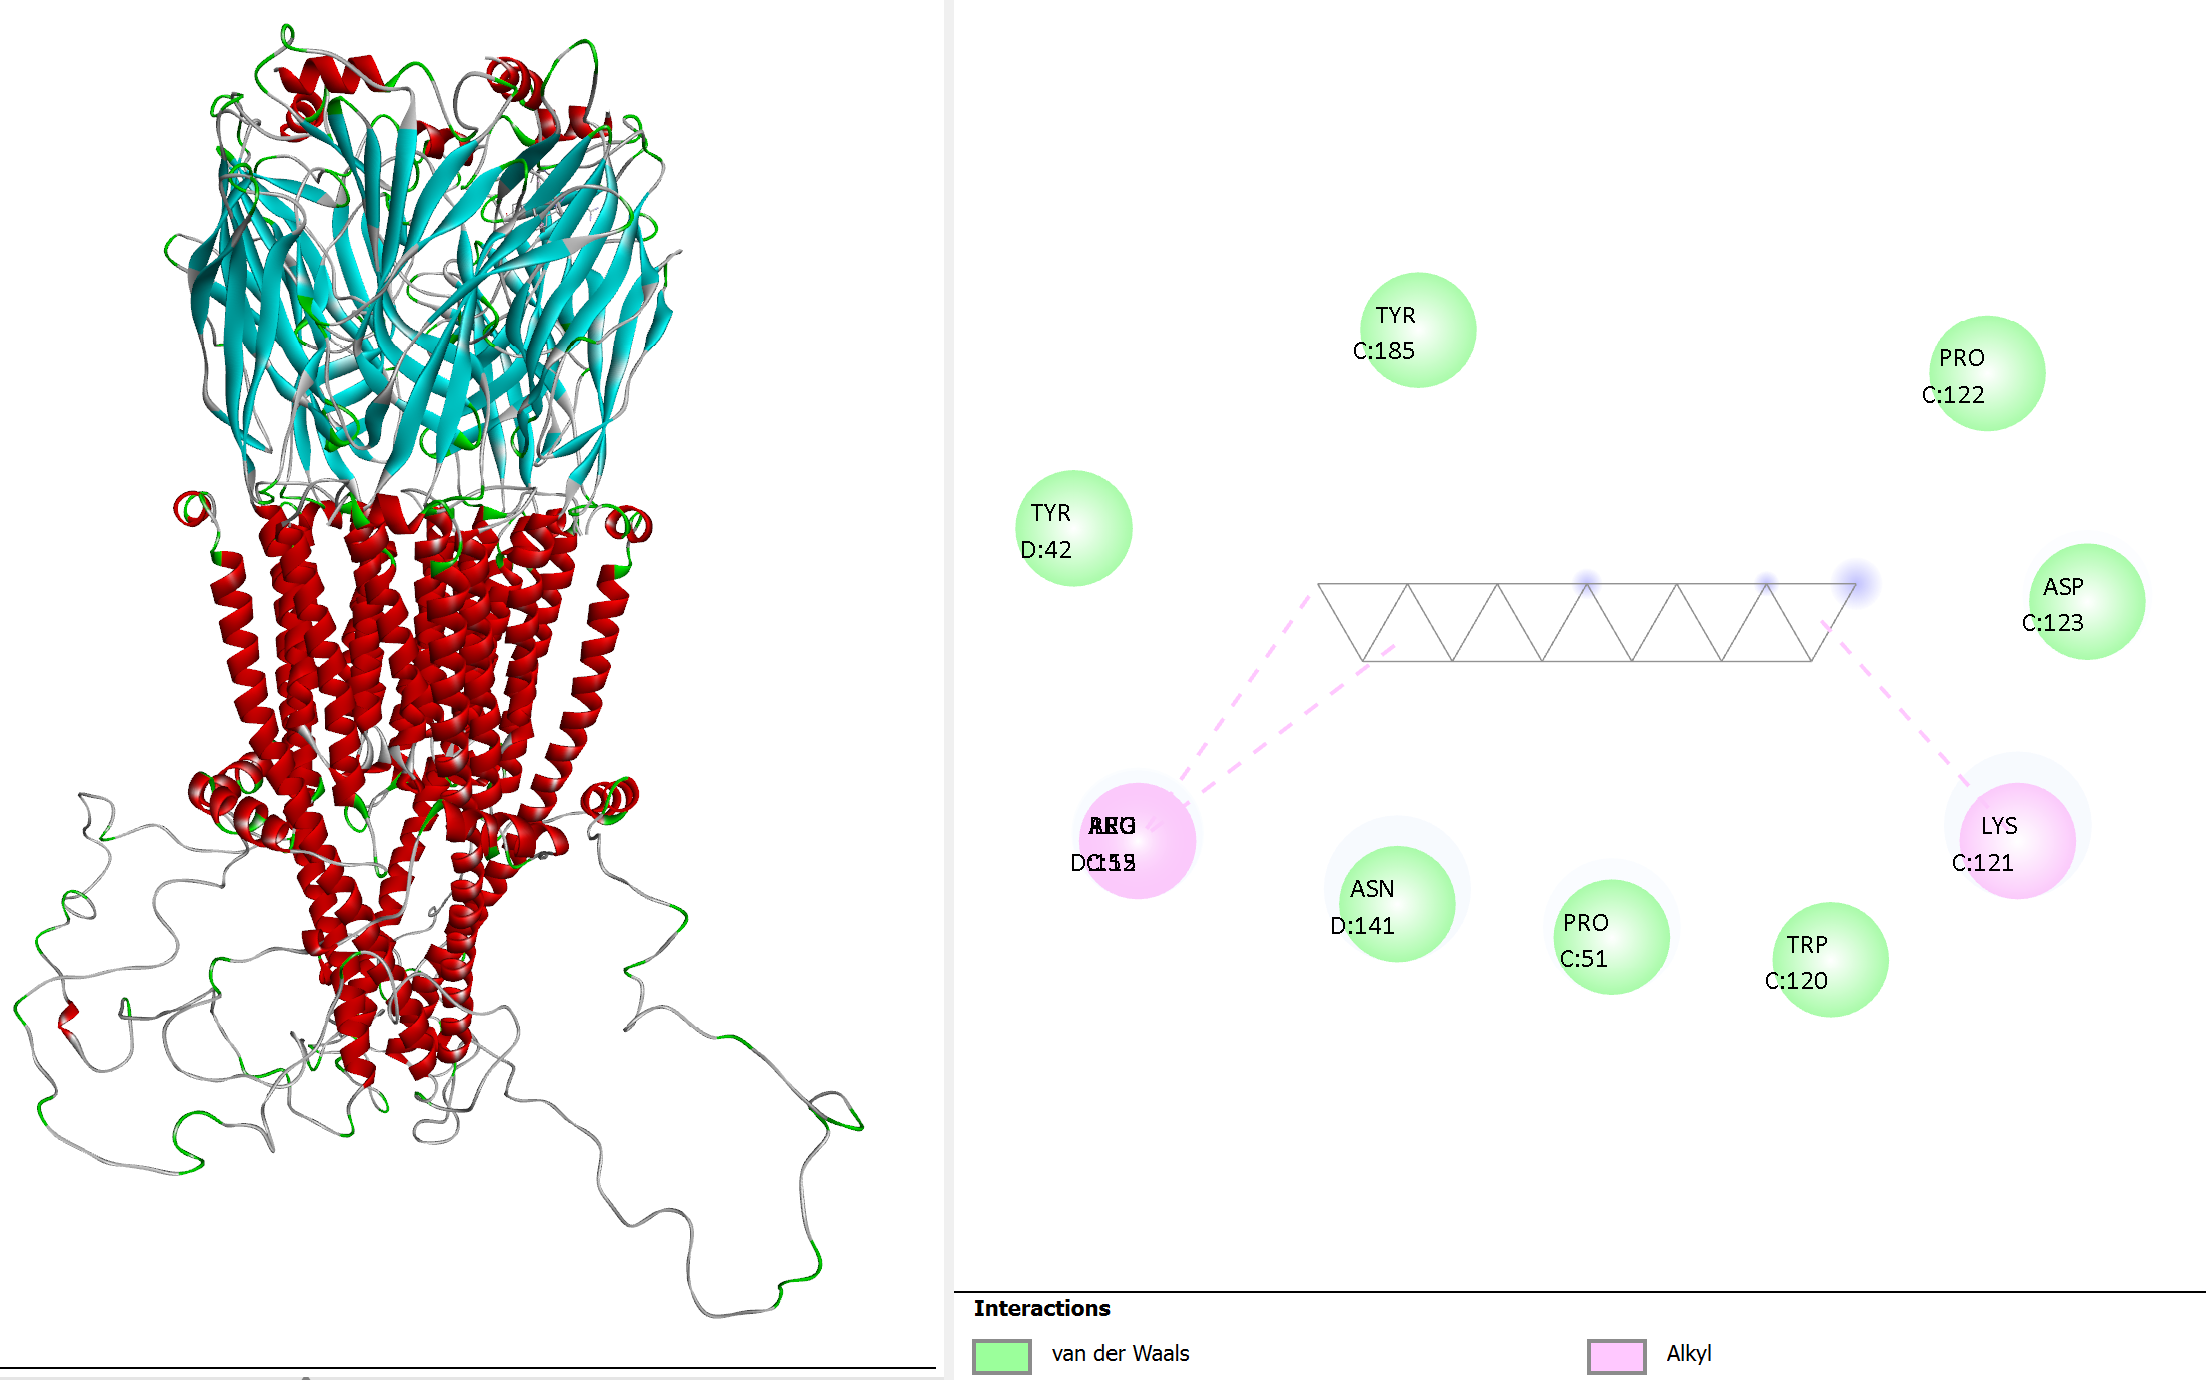 TYR
C:185
PRO
C:122
TYR
D:42
ASP
C:123
LYS
C:121
ASN
D:141
PRO
C:51
TRP
C:120
Interactions
van der Waals
Alkyl